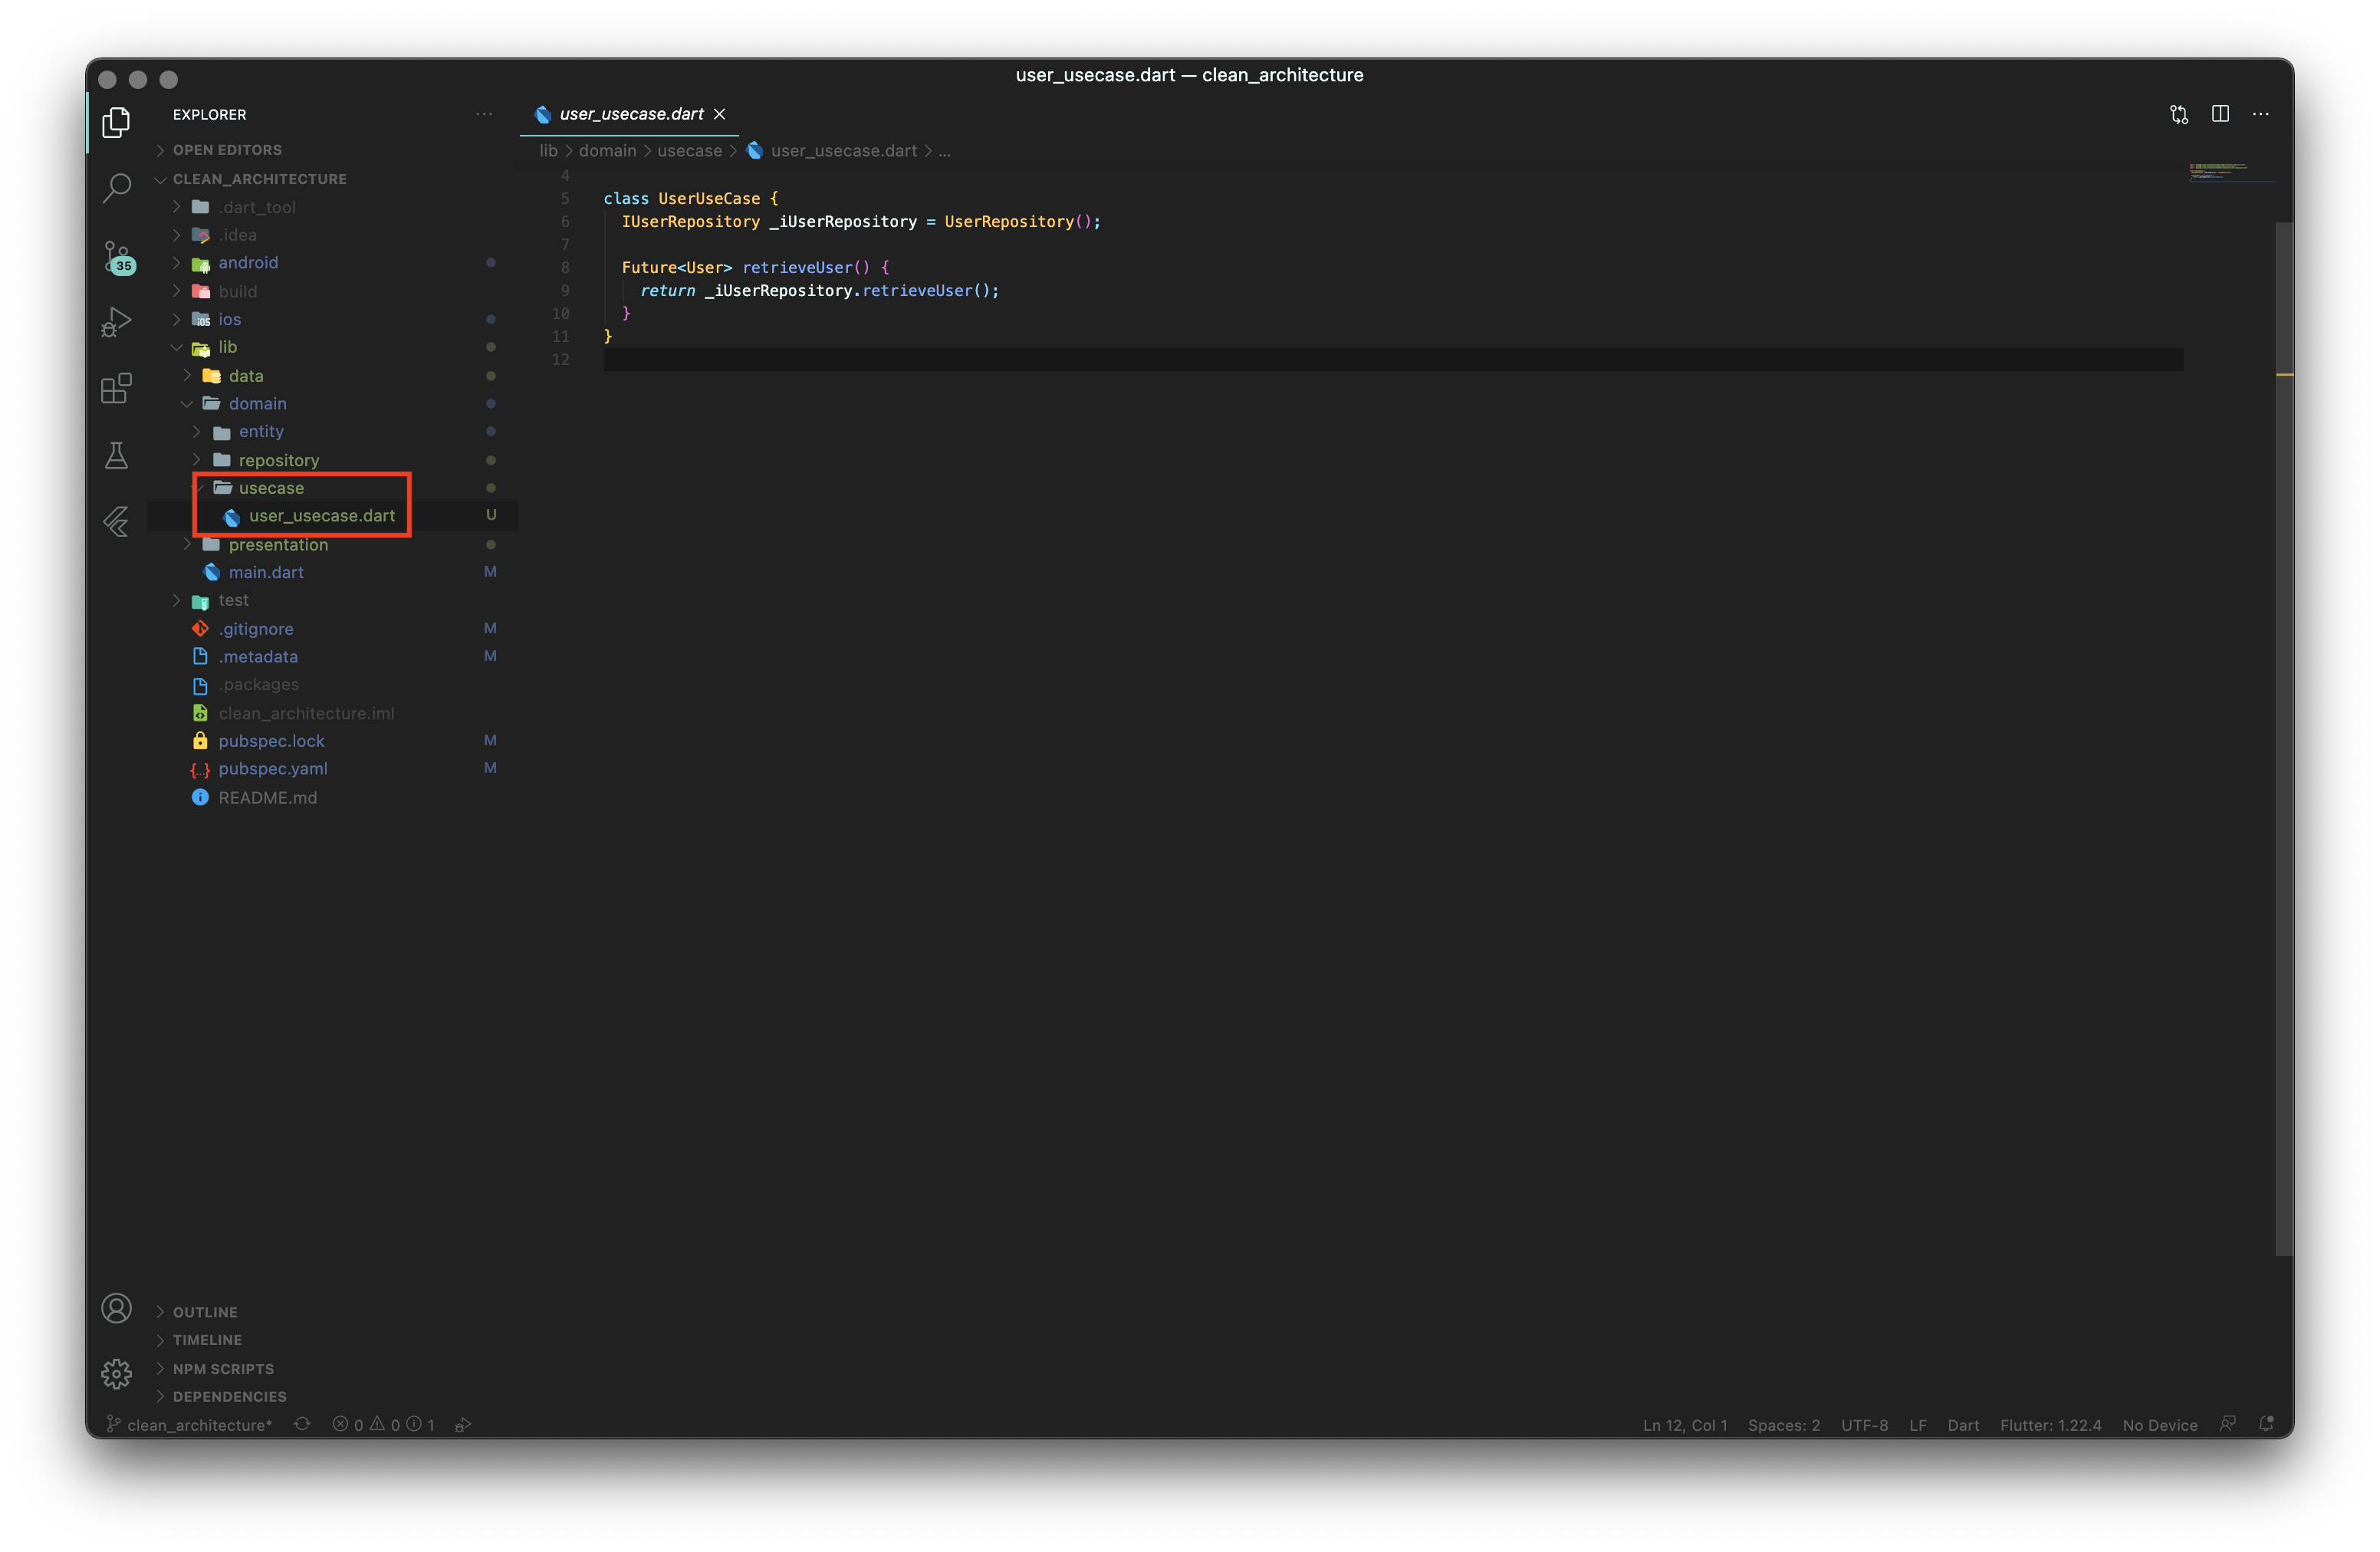 user_usecase.dart — clean_architecture
EXPLORER
OPEN EDITORS
CLEAN_ARCHITECTURE
.dart_tool
.idea
android
build
iOS
ios
lib
data
domain
entity
repository
usecase
user_usecase.dart
U
presentation
main.dart
M
test
.gitignore
M
.metadata
M
.packages
clean_architecture.iml
pubspec.lock
M
pubspec.yaml
M
README.md
OUTLINE
TIMELINE
NPM SCRIPTS
DEPENDENCIES
35
user_usecase.dart
lib > domain > usecase > user_usecase.dart > ...
4
5 class UserUseCase {
6 IUserRepository _iUserRepository = UserRepository();
7
8 Future<User> retrieveUser() {
9 return _iUserRepository.retrieveUser();
10 }
11 }
12
clean_architecture* 0 0 1 Ln 12, Col 1 Spaces: 2 UTF-8 LF Dart Flutter: 1.22.4 No Device